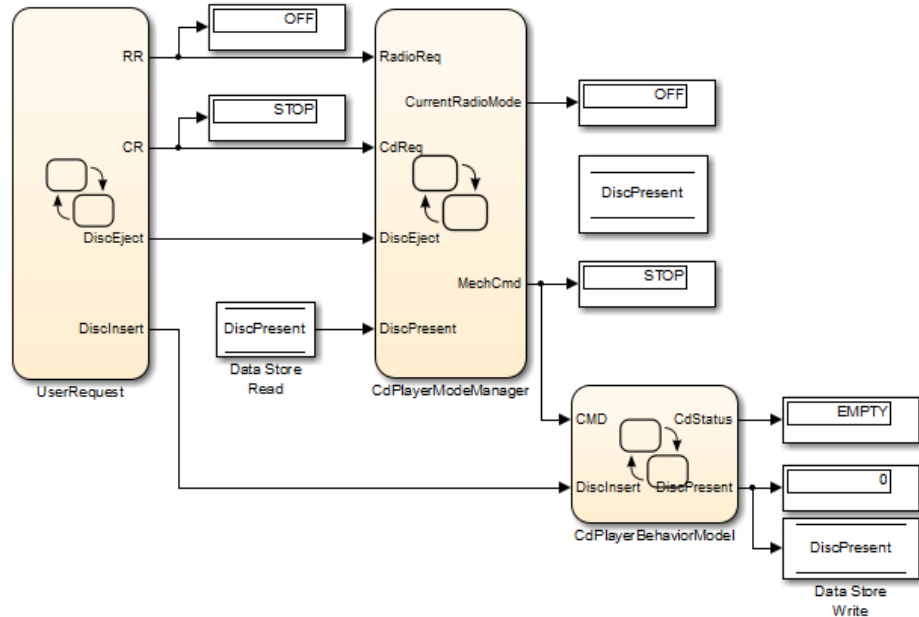 OFF
RR
RadioReq
CurrentRadioMode
OFF
STOP
CR
CdReq
DiscPresent
DiscEject
DiscEject
MechCmd
STOP
DiscInsert
DiscPresent
DiscPresent
Data Store
Read
UserRequest
CdPlayerModeManager
CMD
CdStatus
EMPTY
DiscInsert
DiscPresent
0
CdPlayerBehaviorModel
DiscPresent
Data Store
Write